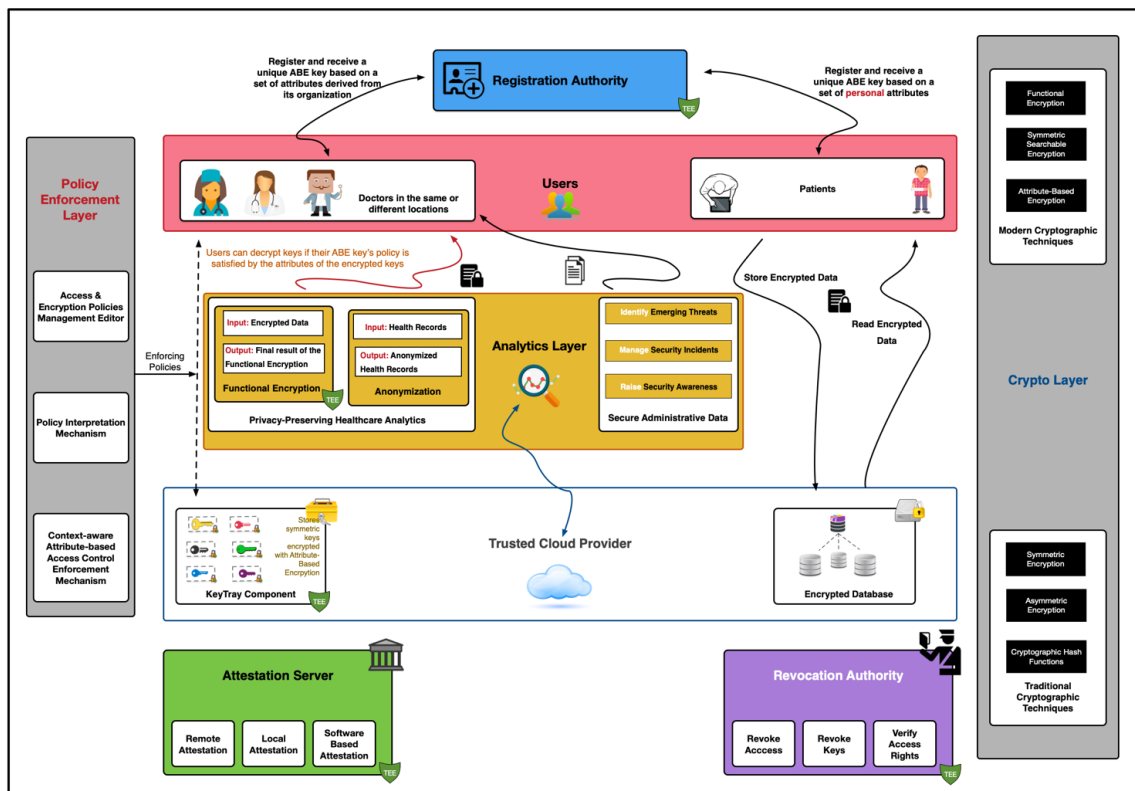 Register and receive a
unique ABE key based on a
set of attributes derived from
its organization
Registration Authority
TEE
Register and receive a
unique ABE key based on a
set of personal attributes
Policy
Enforcement
Layer
Access &
Encryption Policies
Management Editor
Policy Interpretation
Mechanism
Context-aware
Attribute-based
Access Control
Enforcement
Mechanism
Enforcing
Policies
Doctors in the same or
different locations
Users
Patients
Users can decrypt keys if their ABE key's policy is
satisfied by the attributes of the encrypted keys
Store Encrypted Data
Read Encrypted
Data
Input: Encrypted Data
Output: Final result of the
Functional Encryption
Functional Encryption
TEE
Input: Health Records
Output: Anonymized
Health Records
Anonymization
Privacy-Preserving Healthcare Analytics
Analytics Layer
Identify Emerging Threats
Manage Security Incidents
Raise Security Awareness
Secure Administrative Data
Stores
symmetric
keys
encrypted
with Attribute-
Based
Encrpytion
KeyTray Component
TEE
Trusted Cloud Provider
Encrypted Database
Attestation Server
Remote
Attestation
Local
Attestation
Software
Based
Attestation
TEE
Revocation Authority
Revoke
Acccess
Revoke
Keys
Verify
Access
Rights
TEE
Functional
Encryption
Symmetric
Searchable
Encryption
Attribute-Based
Encryption
Modern Cryptographic
Techniques
Crypto Layer
Symmetric
Encryption
Asymmetric
Encryption
Cryptographic Hash
Functions
Traditional
Cryptographic
Techniques